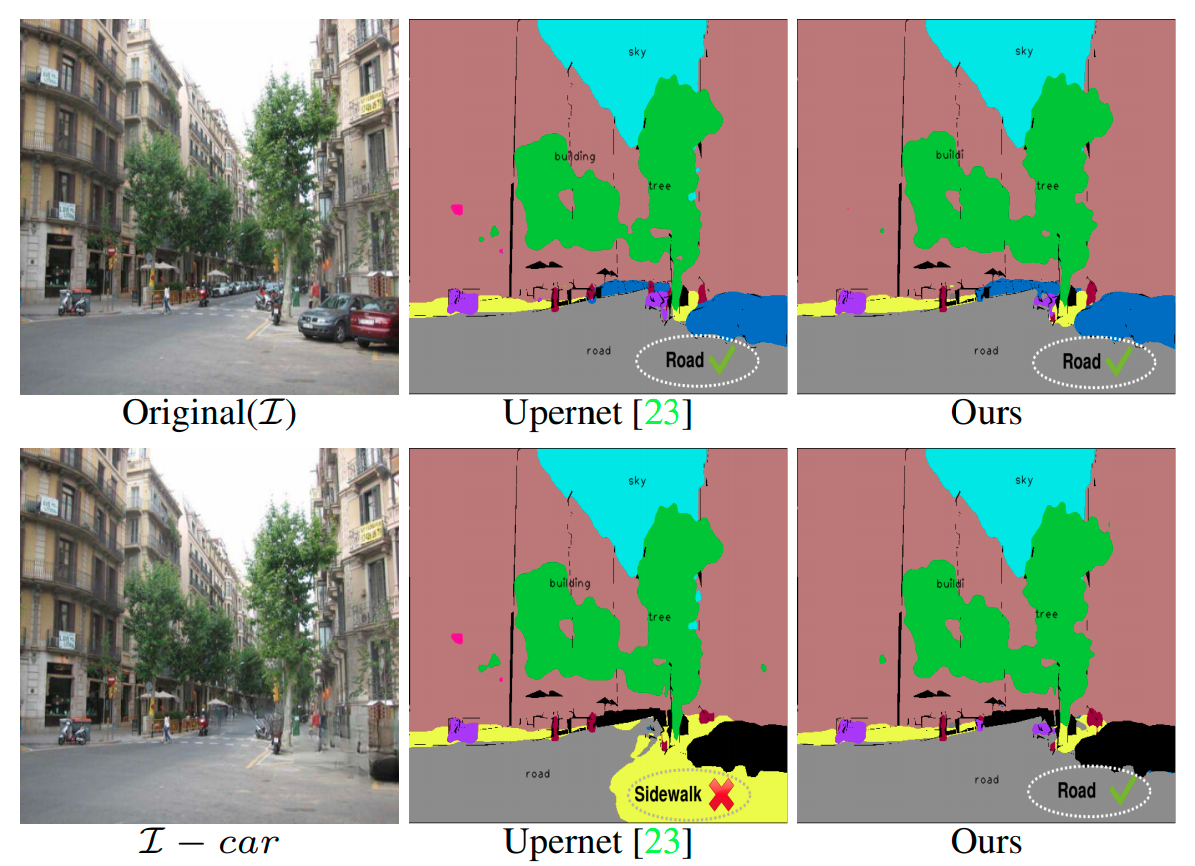 sky
sky
building
buildi
tree
tree
road
road
Road
Road
Original(I) Upernet [23] Ours
sky
sky
building
buildi
tree
tree
road
road
Sidewalk
Road
I − car Upernet [23] Ours